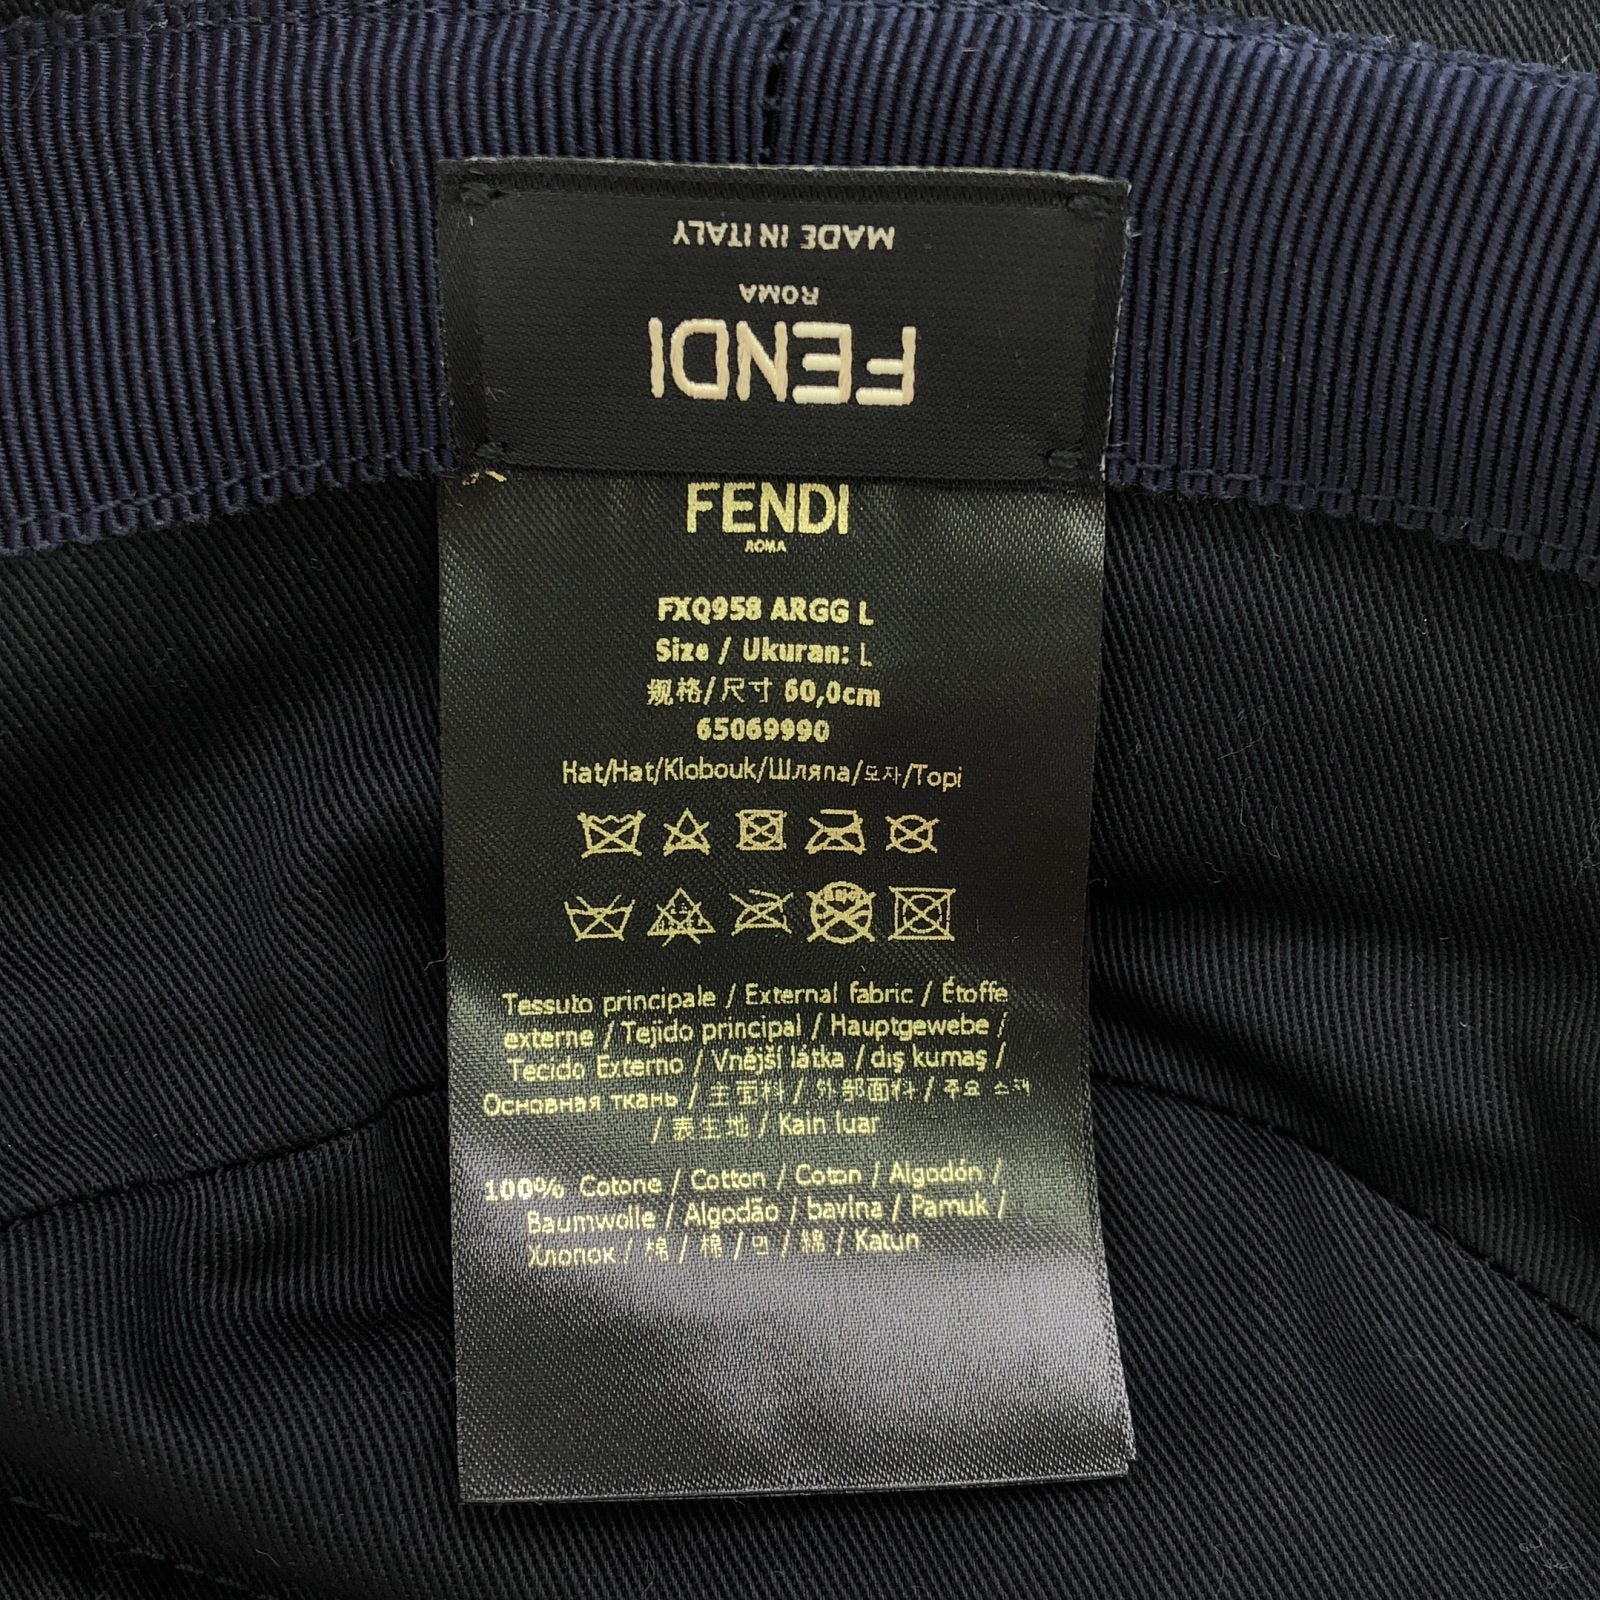 MADE IN ITALY
ROMA
FENDI
FENDI
ROMA
FXQ958 ARGG L
Size / Ukuran: L
规格/尺寸 60,0cm
65069990
Hat/Hat/Klobouk/Шляпа/모자/Topi
Tessuto principale / External fabric / Étoffe
externe / Tejido principal / Hauptgewebe /
Tecido Externo / Vnější látka / dış kumaş /
Основная ткань / 主面料 / 外部面料 / 주요 소재
/ 表生地 / Kain luar
100% Cotone / Cotton / Coton / Algodón /
Baumwolle / Algodão / bavlna / Pamuk /
Хлопок / 棉 / 棉 / 면 / 綿 / Katun